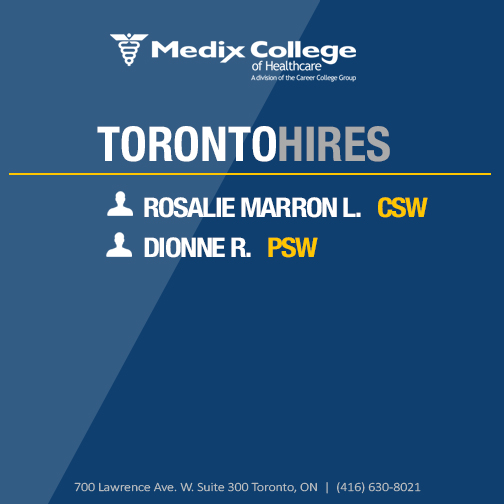 Medix College
of Healthcare
A division of the Career College Group
TORONTOHIRES
ROSALIE MARRON L. CSW
DIONNE R. PSW
700 Lawrence Ave. W. Suite 300 Toronto, ON | (416) 630-8021